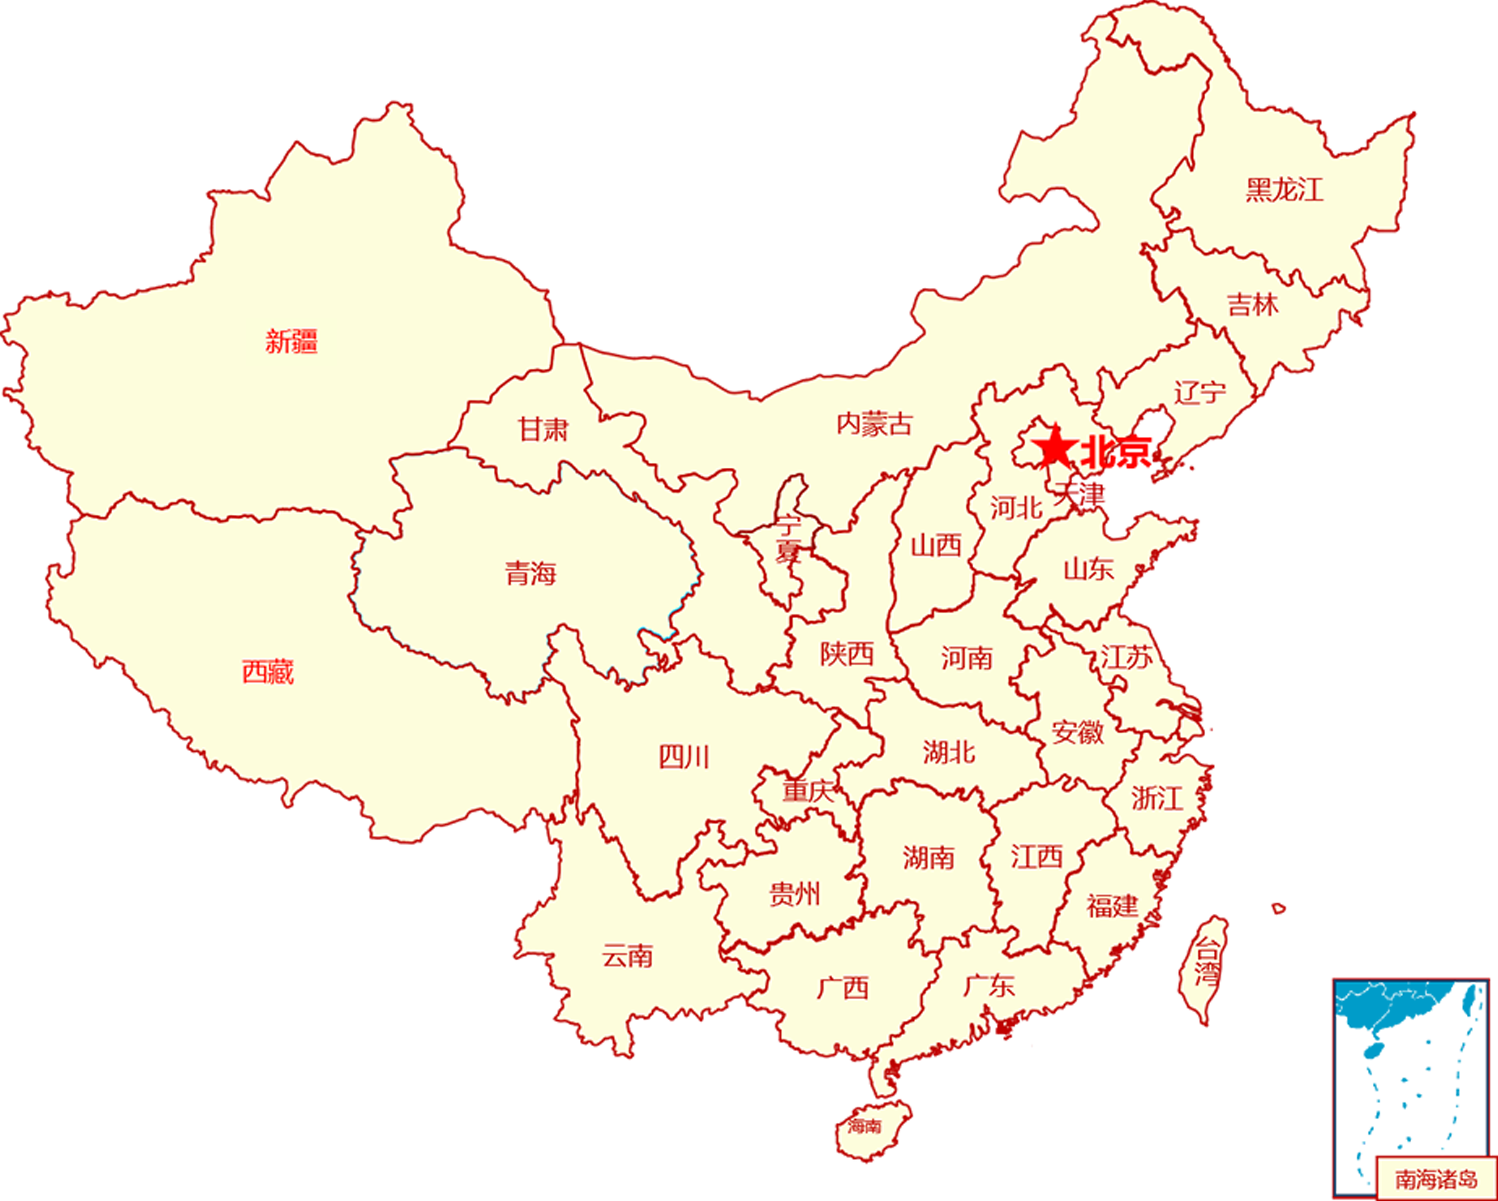 黑龙江
吉林
新疆
辽宁
内蒙古
甘肃
北京
天津
河北
宁夏
山西
山东
青海
陕西
河南
江苏
西藏
安徽
湖北
四川
重庆
浙江
湖南
江西
贵州
福建
云南
台湾
广西
广东
海南
南海诸岛